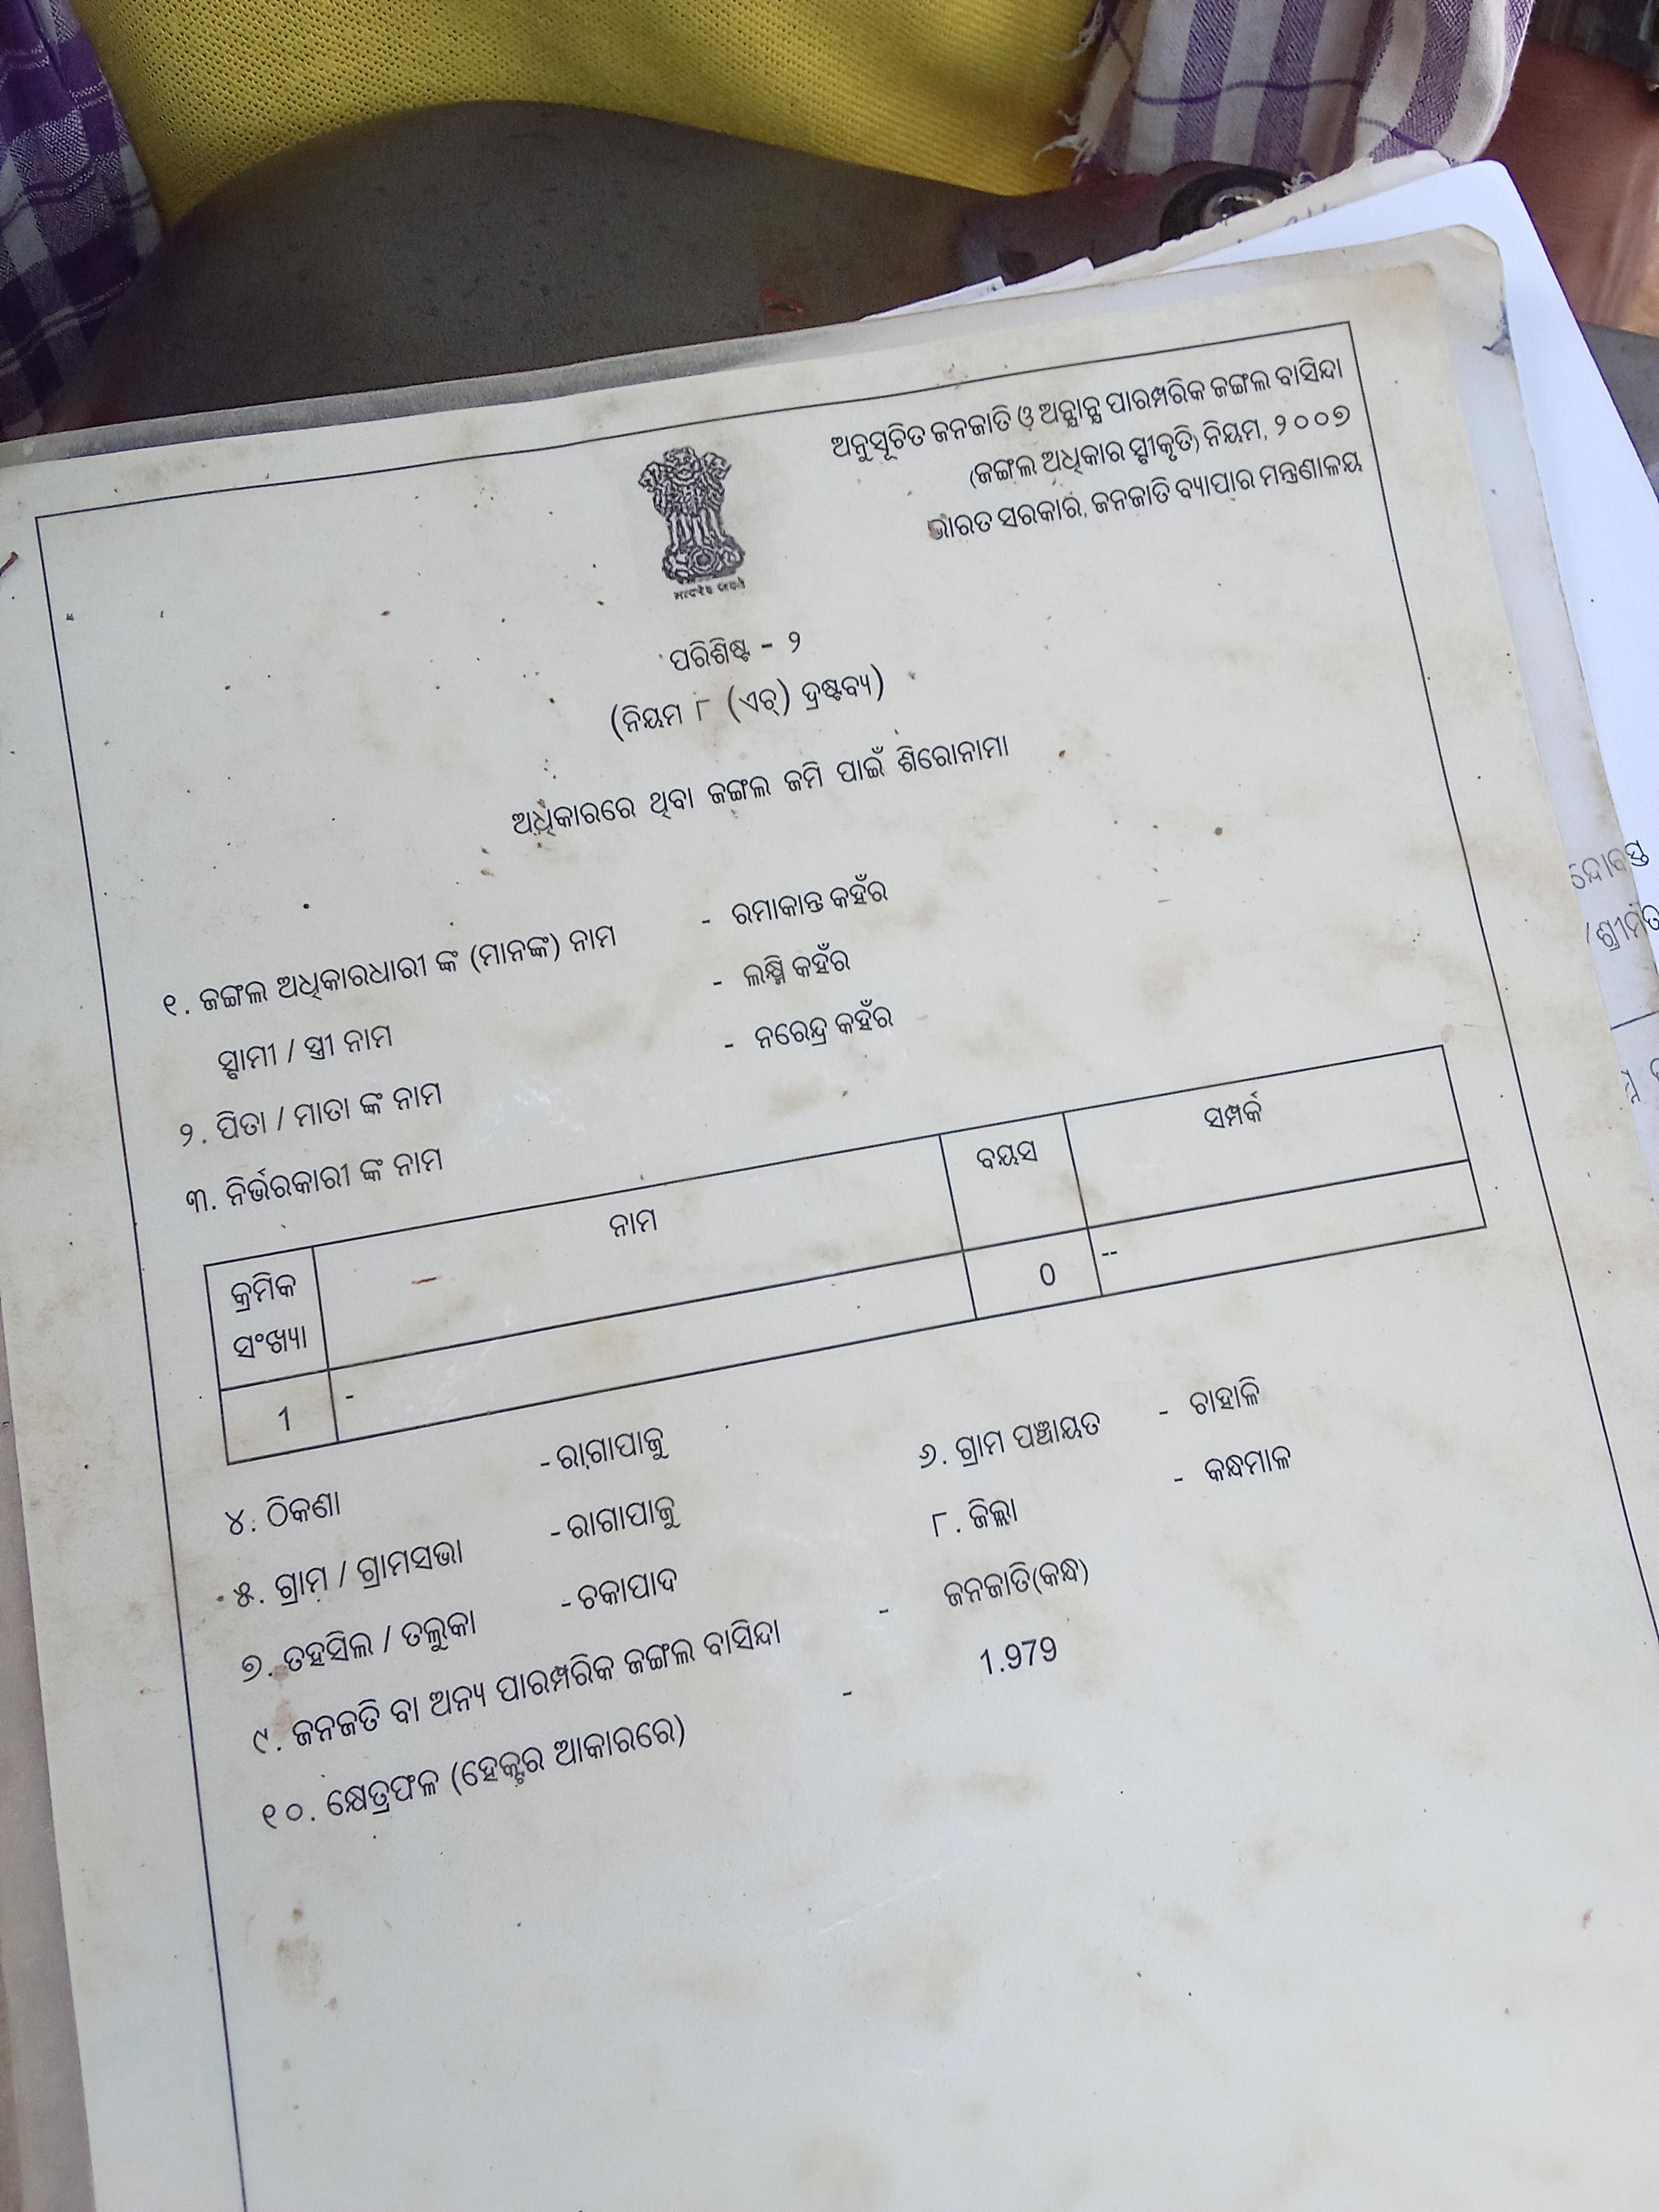 ଅନୁସୂଚିତ ଜନଜାତି ଓ ଅନ୍ଯାନ୍ଯ ପାରମ୍ପରିକ ଜଙ୍ଗଲ ବାସିନ୍ଦା
(ଜଙ୍ଗଲ ଅଧିକାର ସ୍ବୀକୃତି) ନିୟମ, ୨୦୦୭
ଭାରତ ସରକାର, ଜନଜାତି ବ୍ୟାପାର ମନ୍ତ୍ରଣାଳୟ
ପରିଶିଷ୍ଟ - ୨
(ନିୟମ ୮ (ଏଚ୍) ଦ୍ରଷ୍ଟବ୍ୟ)
ଅଧିକାରରେ ଥିବା ଜଙ୍ଗଲ ଜମି ପାଇଁ ଶିରୋନାମା
୧. ଜଙ୍ଗଲ ଅଧିକାରଧାରୀ ଙ୍କ (ମାନଙ୍କ) ନାମ - ରମାକାନ୍ତ କହଁର
ସ୍ବାମୀ / ସ୍ତ୍ରୀ ନାମ - ଲକ୍ଷ୍ମି କହଁର
୨. ପିତା / ମାତା ଙ୍କ ନାମ - ନରେନ୍ଦ୍ର କହଁର
୩. ନିର୍ଭରକାରୀ ଙ୍କ ନାମ
କ୍ରମିକ ସଂଖ୍ୟା ନାମ ବୟସ ସମ୍ପର୍କ
1 - 0 --
୪. ଠିକଣା - ରାଗାପାଜୁ
୫. ଗ୍ରାମ / ଗ୍ରାମସଭା - ରାଗାପାଜୁ ୬. ଗ୍ରାମ ପଞ୍ଚାୟତ - ଚାହାଳି
୭. ତହସିଲ / ତଲୁକା - ଚକାପାଦ ୮. ଜିଲ୍ଲା - କନ୍ଧମାଳ
୯. ଜନଜତି ବା ଅନ୍ୟ ପାରମ୍ପରିକ ଜଙ୍ଗଲ ବାସିନ୍ଦା - ଜନଜାତି(କନ୍ଧ)
୧୦. କ୍ଷେତ୍ରଫଳ (ହେକ୍ଟର ଆକାରରେ) - 1.979